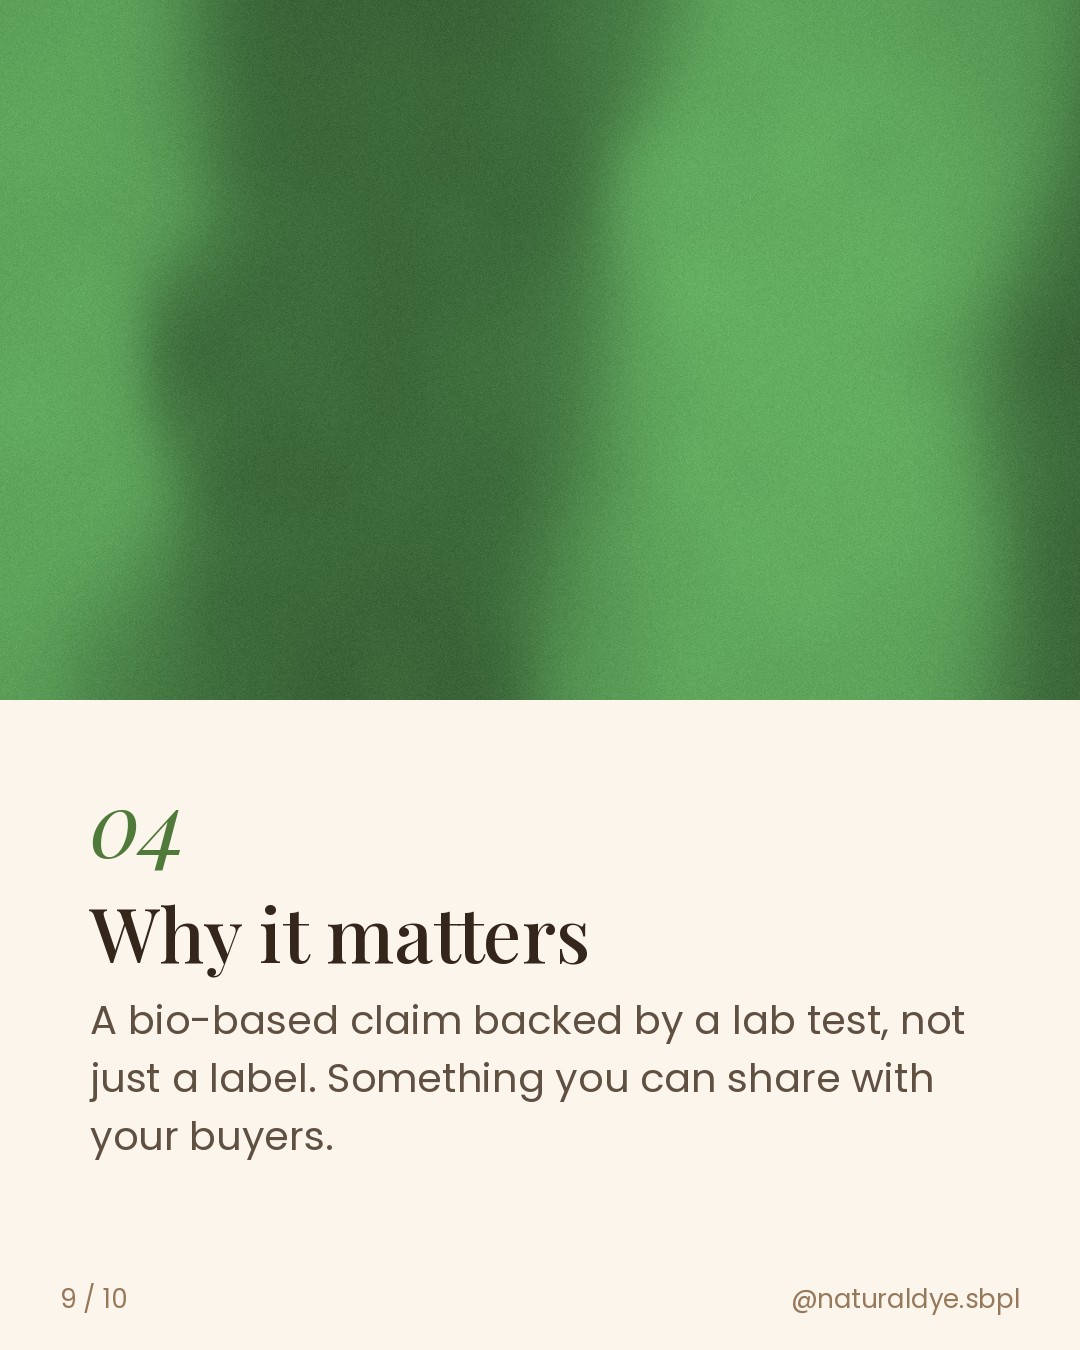 04
Why it matters
A bio-based claim backed by a lab test, not
just a label. Something you can share with
your buyers.
9 / 10
@naturaldye.sbpl